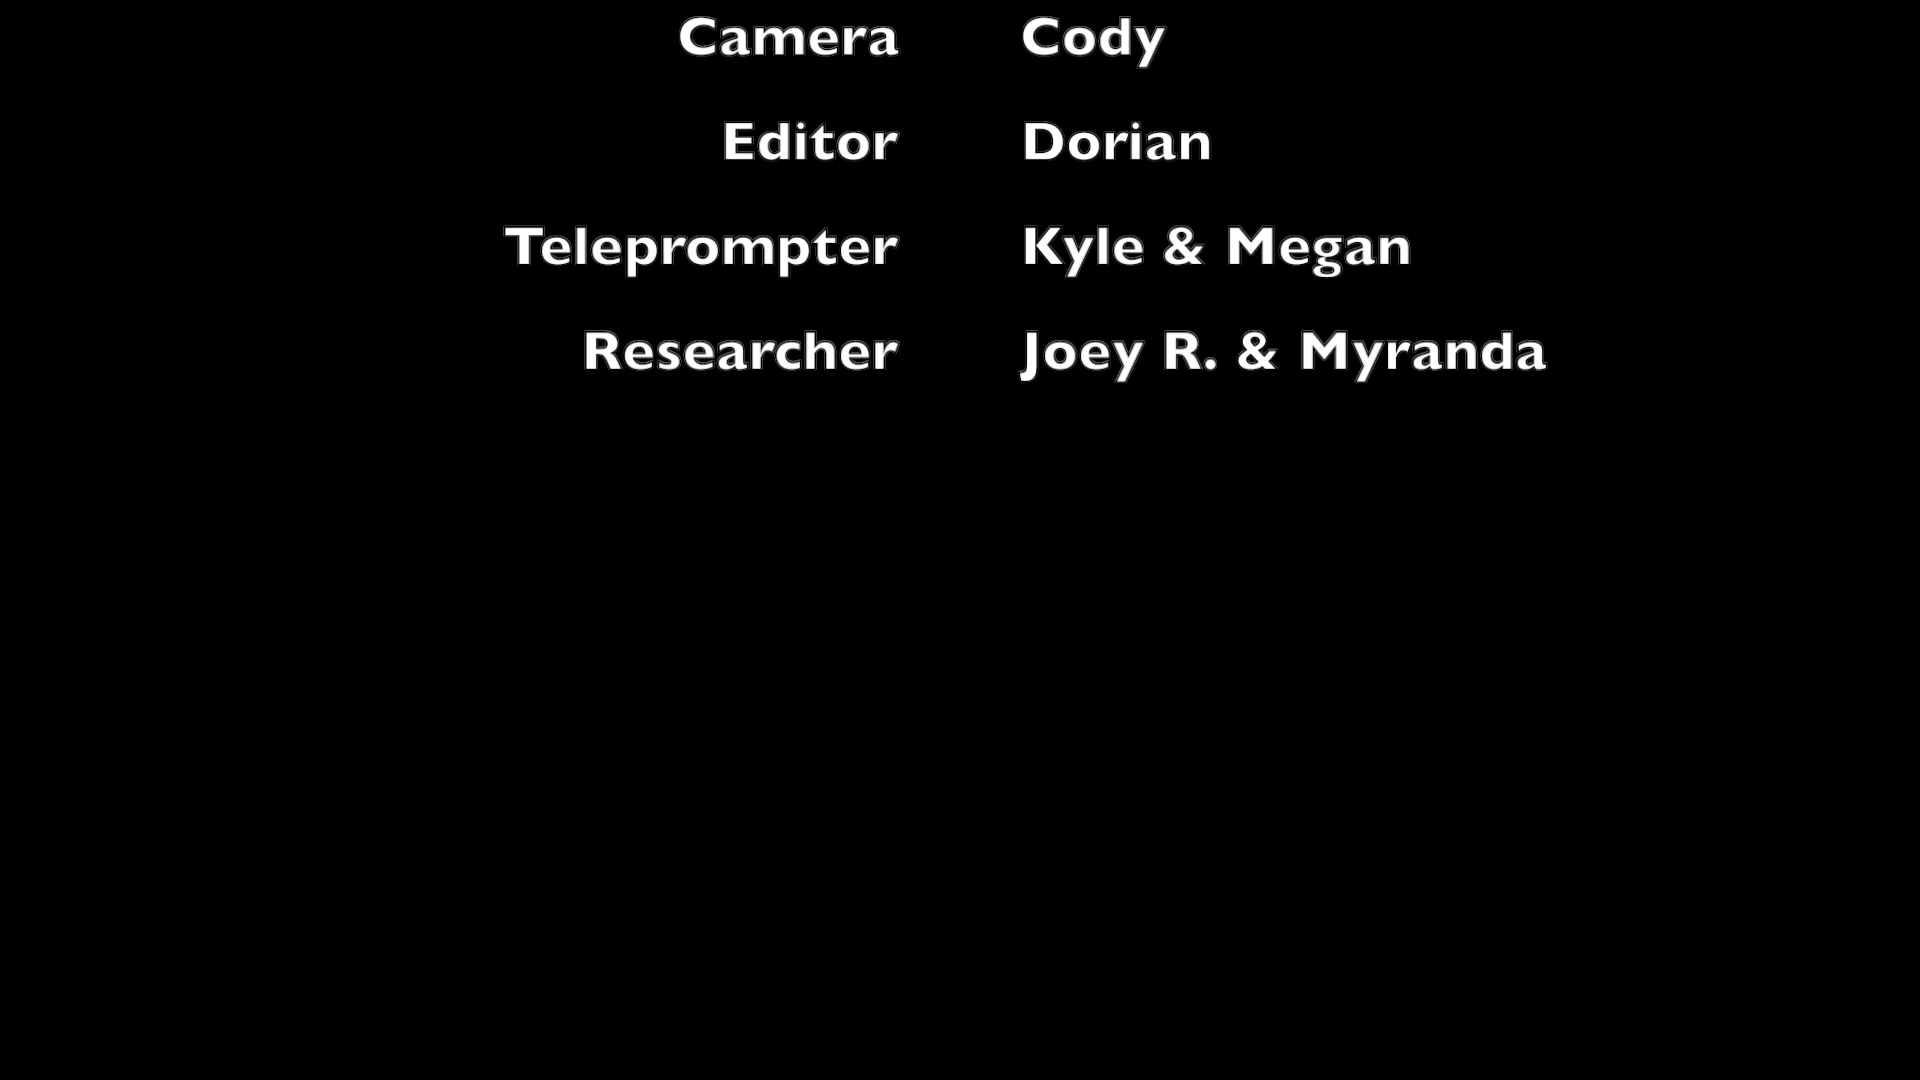 Camera Cody
Editor Dorian
Teleprompter Kyle & Megan
Researcher Joey R. & Myranda